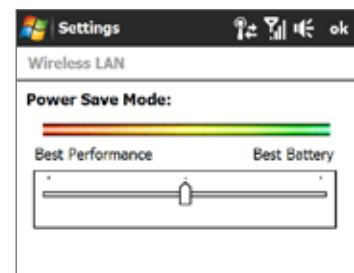 Settings ok
Wireless LAN
Power Save Mode:
Best Performance Best Battery